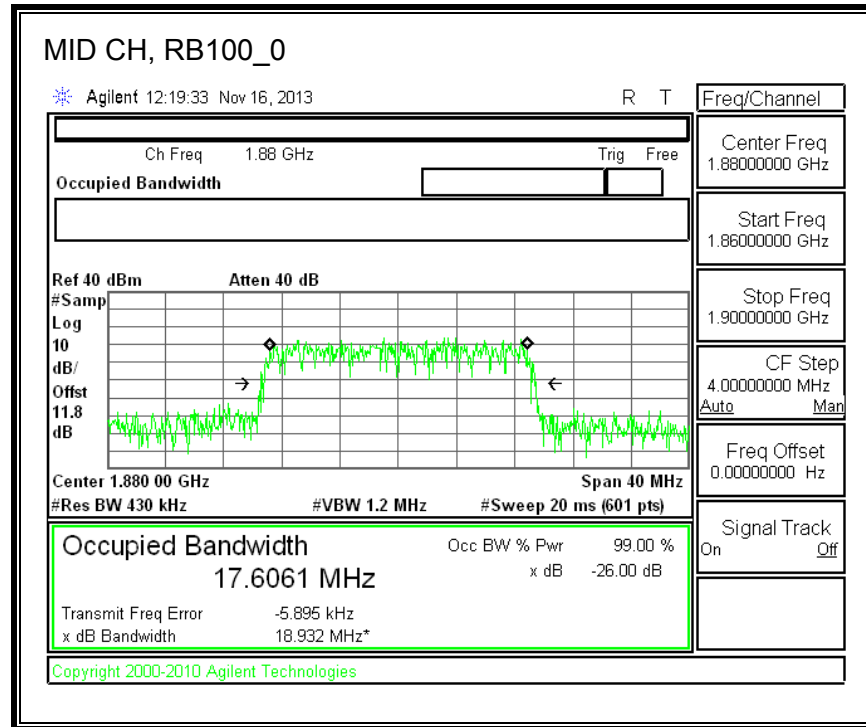 MID CH, RB100_0
Agilent 12:19:33 Nov 16, 2013 R T
Freq/Channel
Ch Freq 1.88 GHz Trig Free
Occupied Bandwidth
Center Freq
1.88000000 GHz
Start Freq
1.86000000 GHz
Stop Freq
1.90000000 GHz
CF Step
4.00000000 MHz
Auto Man
Freq Offset
0.00000000 Hz
Signal Track
On Off
Ref 40 dBm Atten 40 dB
#Samp
Log
10
dB/
Offst
11.8
dB
Center 1.880 00 GHz Span 40 MHz
#Res BW 430 kHz #VBW 1.2 MHz #Sweep 20 ms (601 pts)
Occupied Bandwidth Occ BW % Pwr 99.00 %
17.6061 MHz x dB -26.00 dB
Transmit Freq Error -5.895 kHz
x dB Bandwidth 18.932 MHz*
Copyright 2000-2010 Agilent Technologies